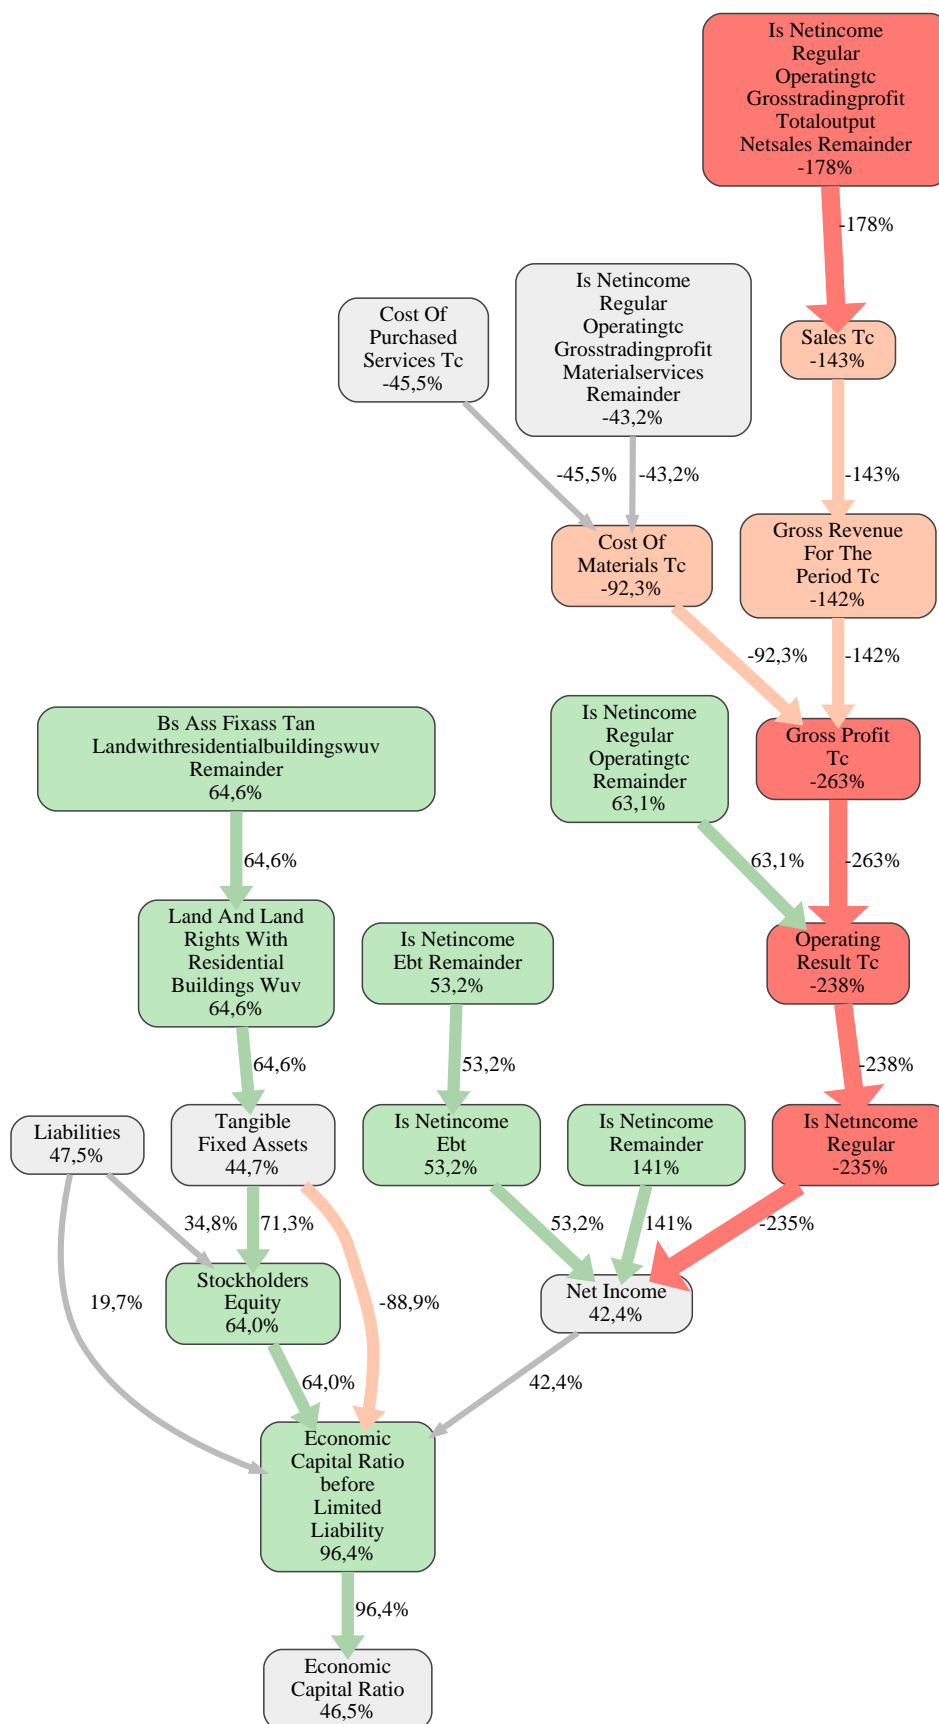 Is Netincome
Regular
Operatingtc
Grosstradingprofit
Totaloutput
Netsales Remainder
-178%
-178%
Cost Of
Purchased
Services Tc
-45,5%
Is Netincome
Regular
Operatingtc
Grosstradingprofit
Materialservices
Remainder
-43,2%
Sales Tc
-143%
-45,5%
-43,2%
-143%
Cost Of
Materials Tc
-92,3%
Gross Revenue
For The
Period Tc
-142%
-92,3%
-142%
Bs Ass Fixass Tan
Landwithresidentialbuildingswuv
Remainder
64,6%
Is Netincome
Regular
Operatingtc
Remainder
63,1%
Gross Profit
Tc
-263%
64,6%
63,1%
-263%
Land And Land
Rights With
Residential
Buildings Wuv
64,6%
Is Netincome
Ebt Remainder
53,2%
Operating
Result Tc
-238%
64,6%
53,2%
-238%
Liabilities
47,5%
Tangible
Fixed Assets
44,7%
Is Netincome
Ebt
53,2%
Is Netincome
Remainder
141%
Is Netincome
Regular
-235%
34,8%
71,3%
53,2%
141%
-235%
19,7%
Stockholders
Equity
64,0%
-88,9%
Net Income
42,4%
64,0%
42,4%
Economic
Capital Ratio
before
Limited
Liability
96,4%
96,4%
Economic
Capital Ratio
46,5%